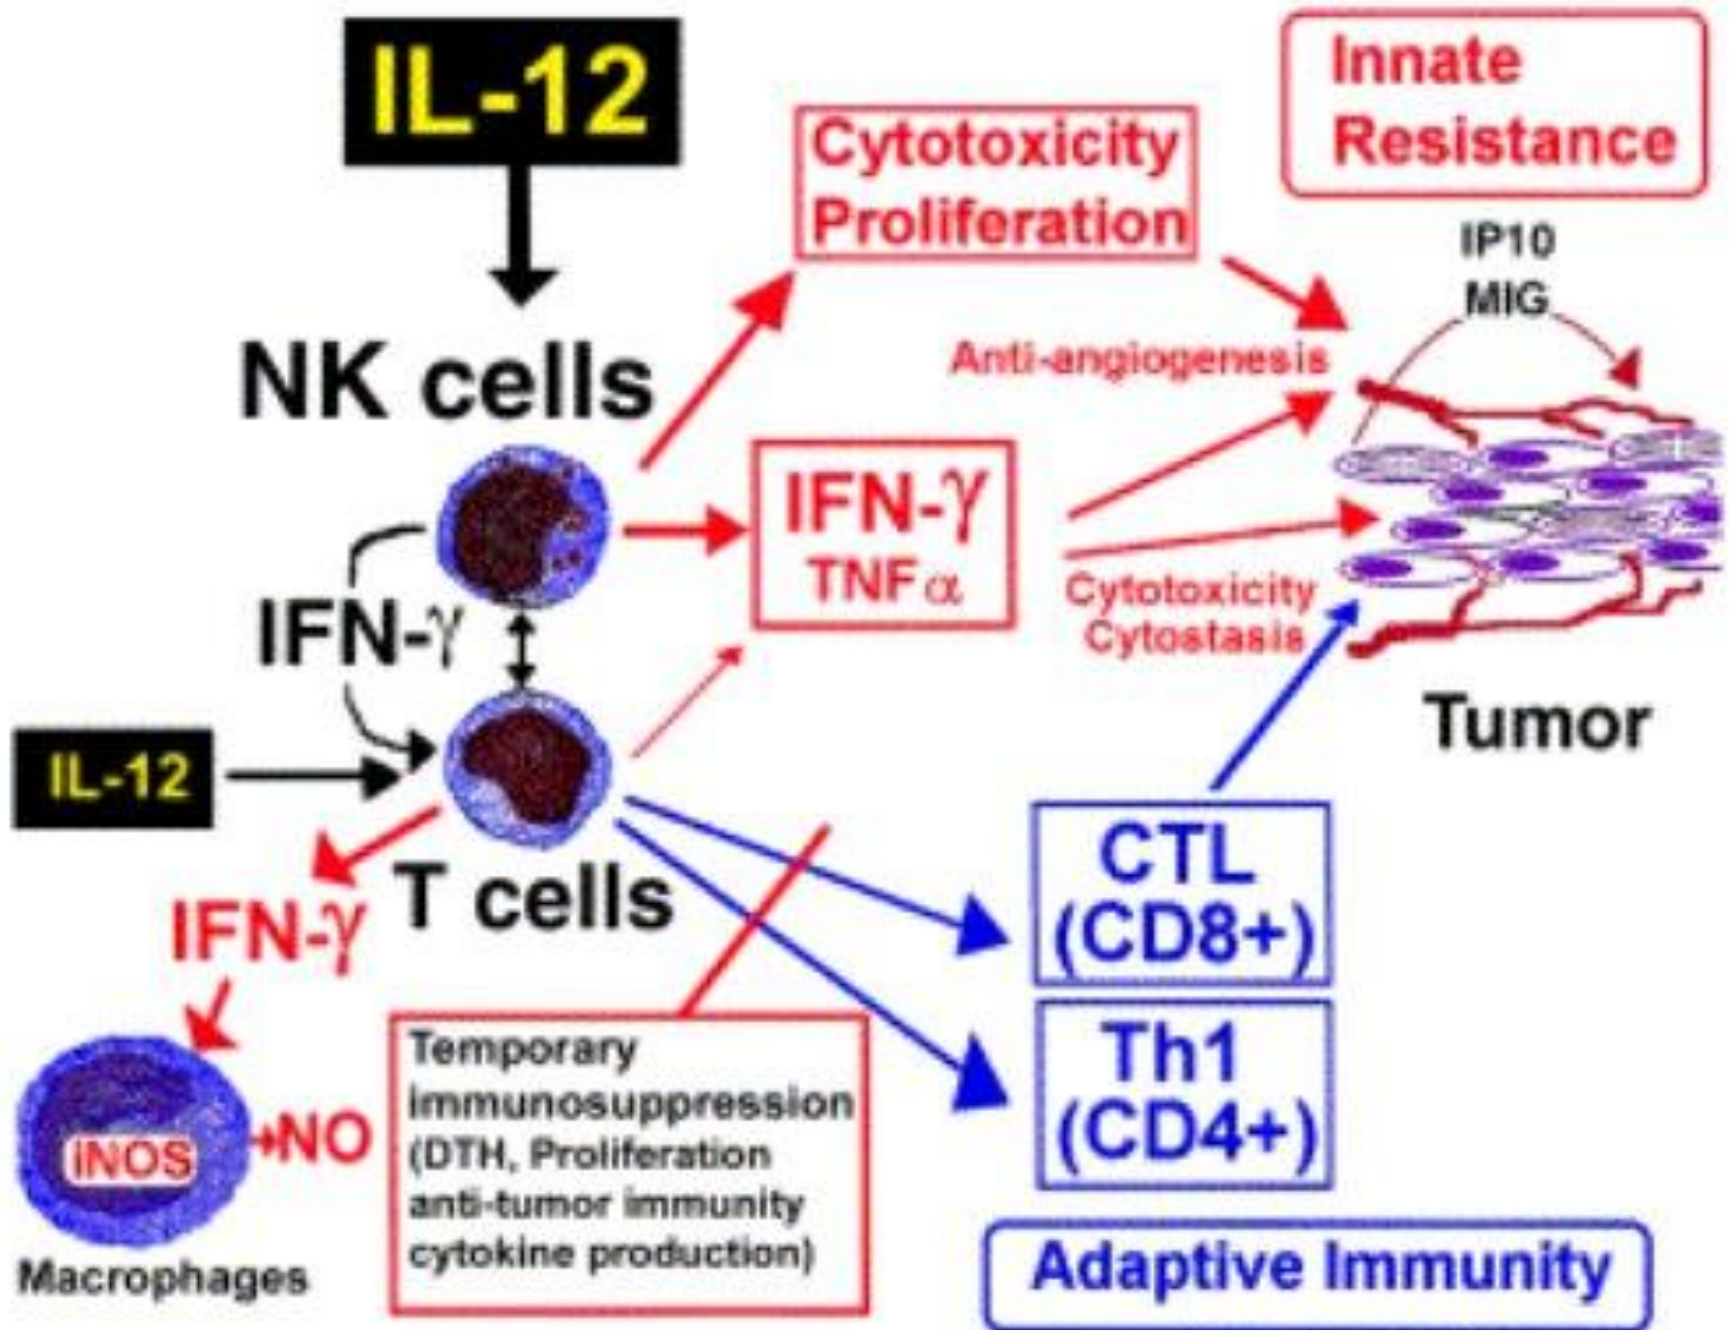 IL-12
Innate
Resistance
Cytotoxicity
Proliferation
IP10
MIG
NK cells
Anti-angiogenesis
IFN-γ
TNFα
IFN-γ
Cytotoxicity
Cytostasis
Tumor
IL-12
T cells
CTL
(CD8+)
IFN-γ
Th1
(CD4+)
Temporary
immunosuppression
(DTH, Proliferation
anti-tumor immunity
cytokine production)
iNOS
NO
Macrophages
Adaptive Immunity